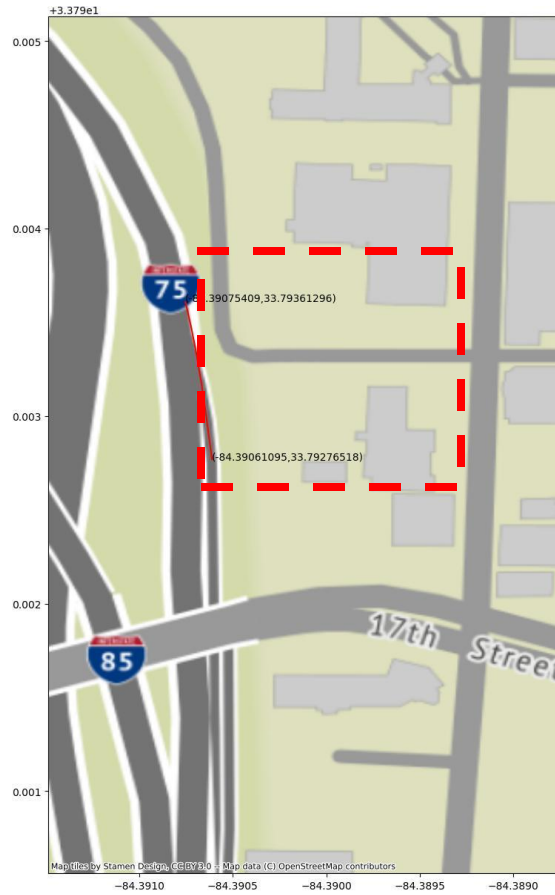 +3.379e1
0.005
0.004
75
(-84.39075409,33.79361296)
0.003
(-84.39061095,33.79276518)
0.002
17th Street
85
0.001
Map tiles by Stamen Design, CC BY 3.0 -- Map data (C) OpenStreetMap contributors
−84.3910 −84.3905 −84.3900 −84.3895 −84.3890